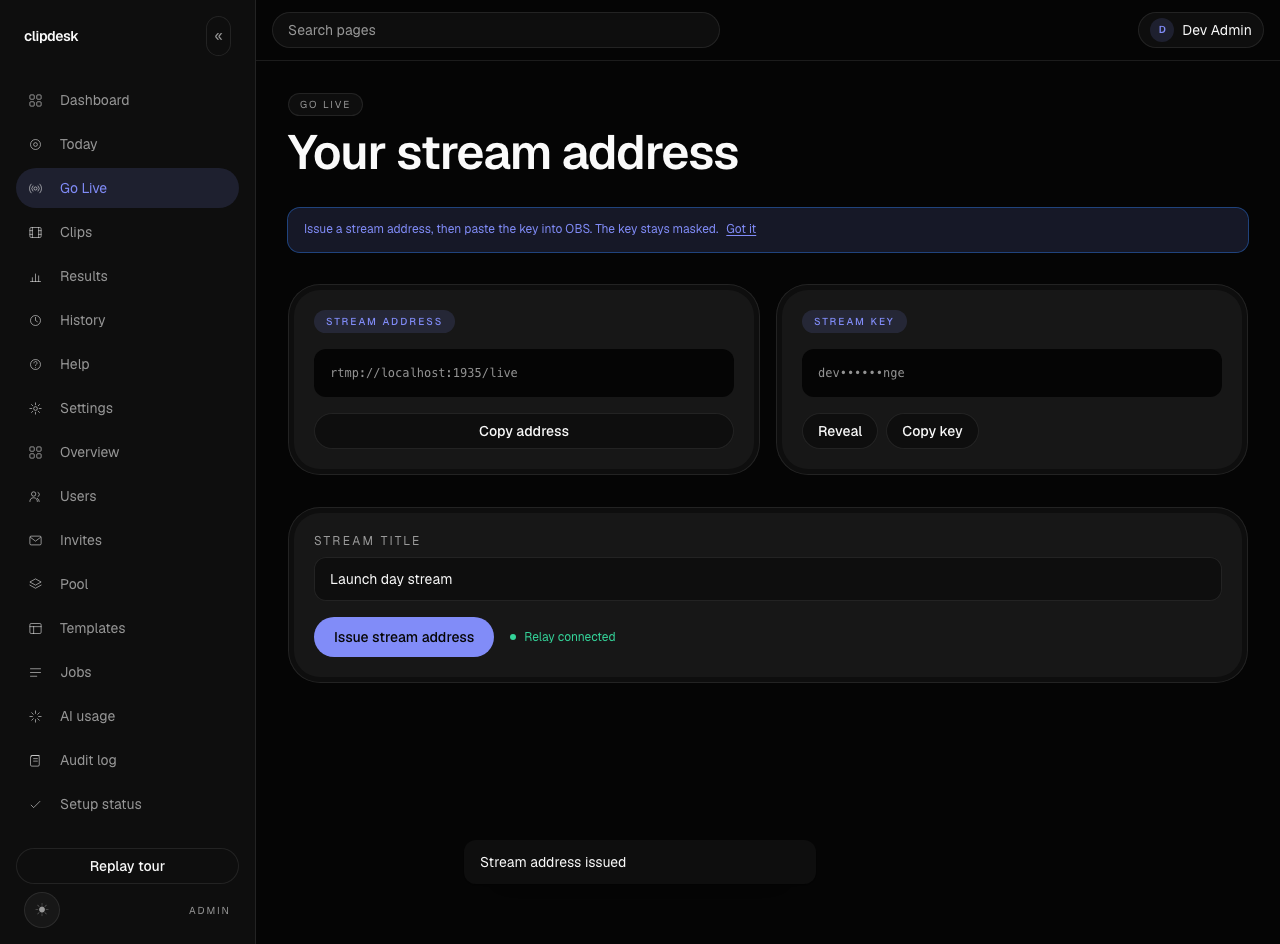 clipdesk
«
Search pages
D
Dev Admin
Dashboard
Today
Go Live
Clips
Results
History
Help
Settings
Overview
Users
Invites
Pool
Templates
Jobs
AI usage
Audit log
Setup status
Replay tour
ADMIN
GO LIVE
Your stream address
Issue a stream address, then paste the key into OBS. The key stays masked. Got it
STREAM ADDRESS
rtmp://localhost:1935/live
Copy address
STREAM KEY
dev••••••nge
Reveal
Copy key
STREAM TITLE
Launch day stream
Issue stream address
Relay connected
Stream address issued